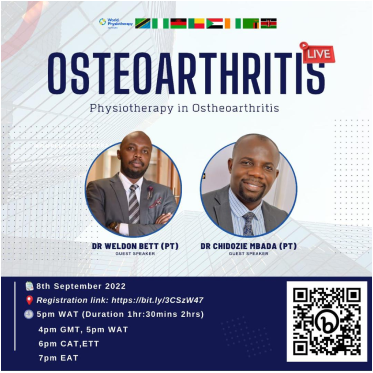 World
Physiotherapy
LIVE
OSTEOARTHRITIS
Physiotherapy in Ostheoarthritis
DR WELDON BETT (PT)
GUEST SPEAKER
DR CHIDOZIE MBADA (PT)
GUEST SPEAKER
8th September 2022
Registration link: https://bit.ly/3CSzW47
5pm WAT (Duration 1hr:30mins 2hrs)
4pm GMT, 5pm WAT
6pm CAT,ETT
7pm EAT